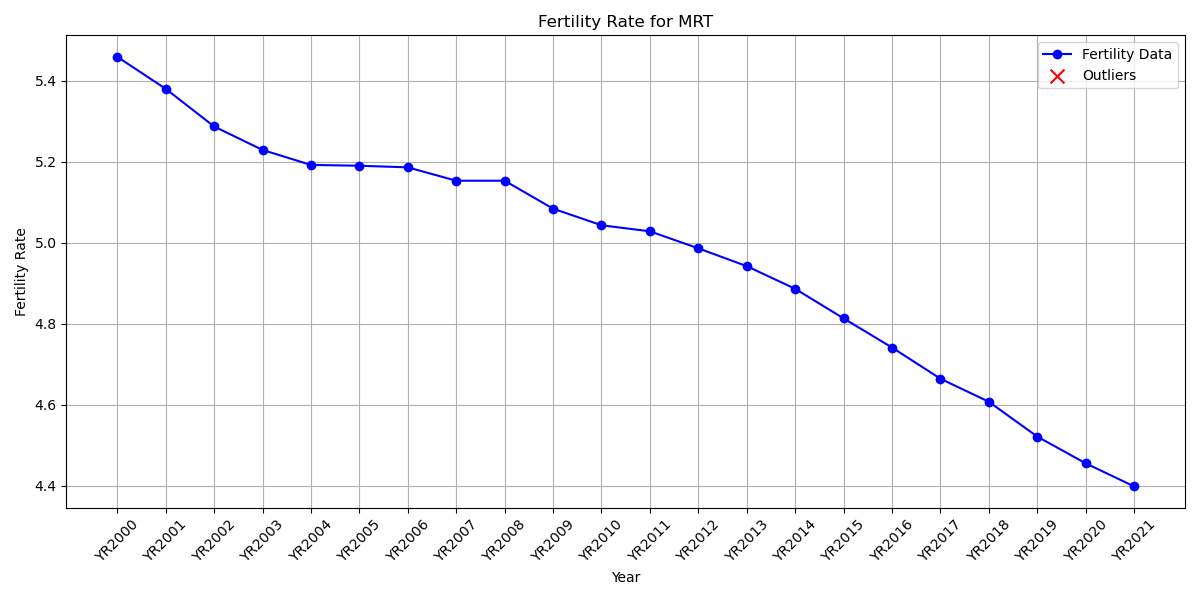 Fertility Rate for MRT
Fertility Data
Outliers
5.4
5.2
5.0
4.8
4.6
4.4
Fertility Rate
YR2000
YR2001
YR2002
YR2003
YR2004
YR2005
YR2006
YR2007
YR2008
YR2009
YR2010
YR2011
YR2012
YR2013
YR2014
YR2015
YR2016
YR2017
YR2018
YR2019
YR2020
YR2021
Year